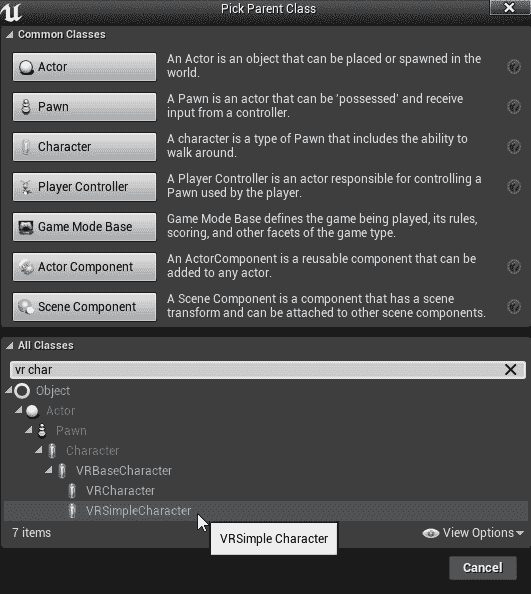 Pick Parent Class
Common Classes
Actor
An Actor is an object that can be placed or spawned in the
world.
Pawn
A Pawn is an actor that can be 'possessed' and receive
input from a controller.
Character
A character is a type of Pawn that includes the ability to
walk around.
Player Controller
A Player Controller is an actor responsible for controlling a
Pawn used by the player.
Game Mode Base
Game Mode Base defines the game being played, its rules,
scoring, and other facets of the game type.
Actor Component
An ActorComponent is a reusable component that can be
added to any actor.
Scene Component
A Scene Component is a component that has a scene
transform and can be attached to other scene components.
All Classes
vr char
Object
Actor
Pawn
Character
VRBaseCharacter
VRCharacter
VRSimpleCharacter
7 items
VRSimple Character
View Options
Cancel